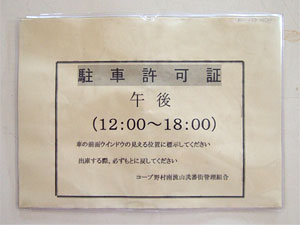 駐車許可証
午後
(12:00～18:00)
車の前面ウインドウの見える位置に標示してください
出庫する際、必ずもとに戻してください
コープ野村南流山弐番街管理組合